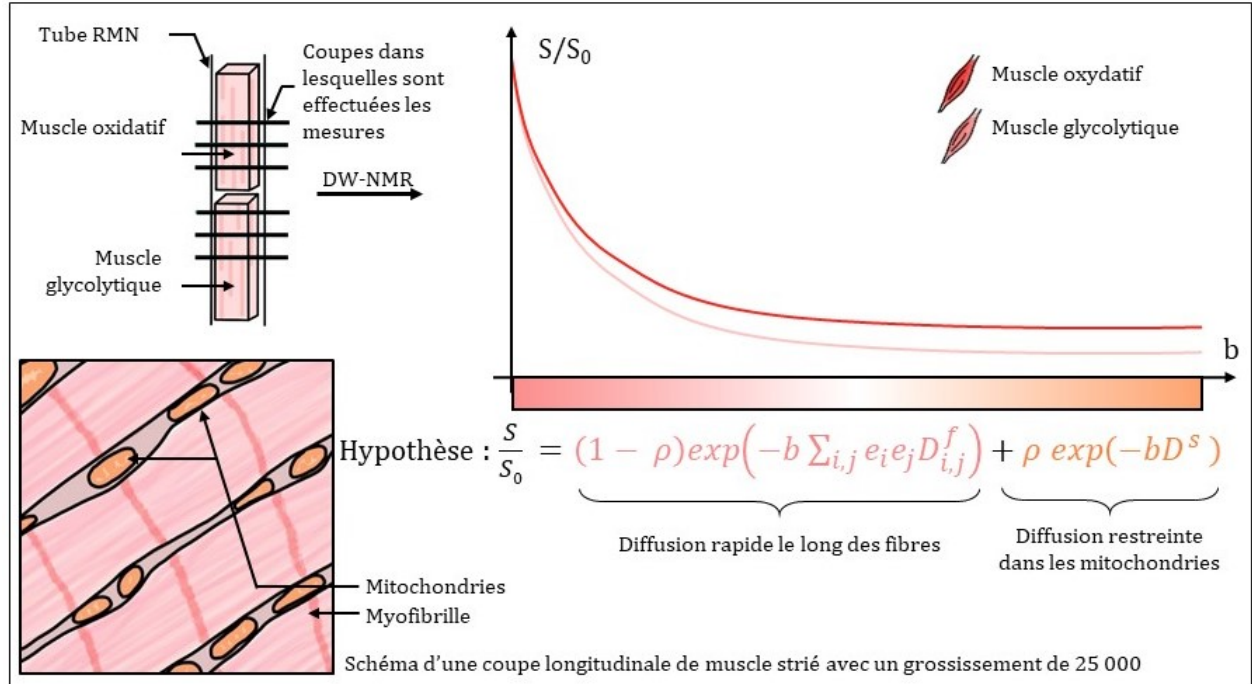 Tube RMN
Coupes dans
lesquelles sont
effectuées les
mesures
Muscle oxidatif
DW-NMR
Muscle
glycolytique
S/S₀
Muscle oxydatif
Muscle glycolytique
b
Hypothèse : S/S₀ = (1 − ρ)exp(−b ∑i,j eᵢeⱼDᶠi,j) + ρ exp(−bDˢ)
Diffusion rapide le long des fibres
Diffusion restreinte
dans les mitochondries
Mitochondries
Myofibrille
Schéma d’une coupe longitudinale de muscle strié avec un grossissement de 25 000